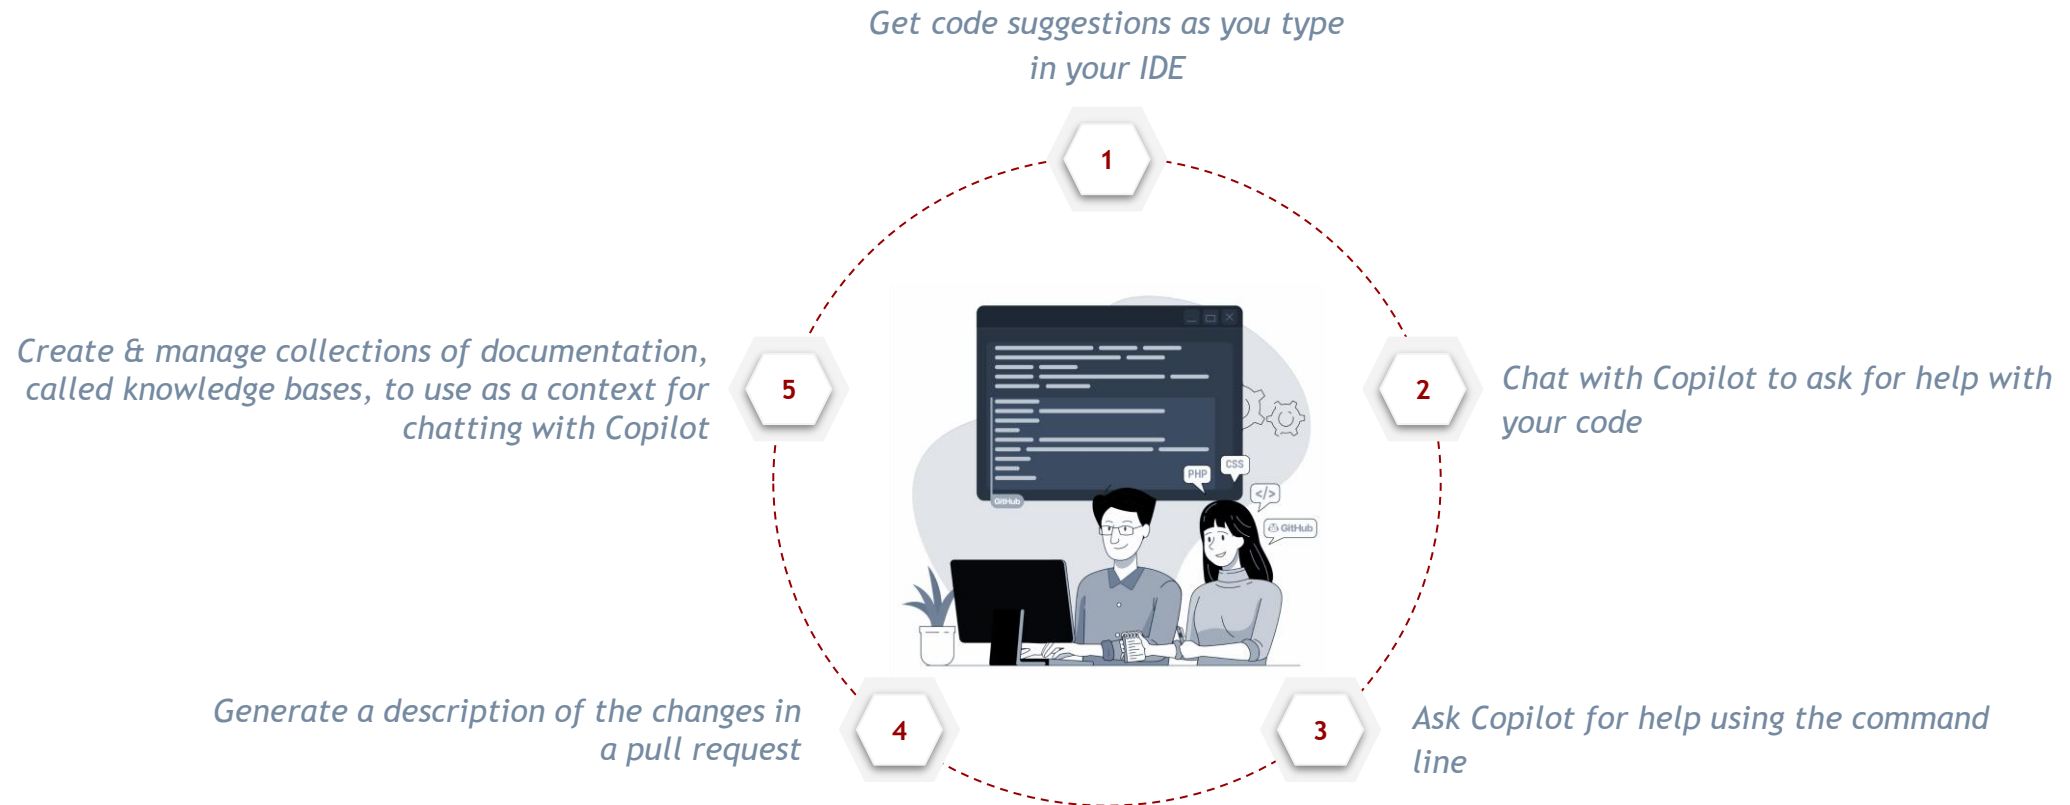 Get code suggestions as you type
in your IDE
1
2
Chat with Copilot to ask for help with
your code
3
Ask Copilot for help using the command
line
4
Generate a description of the changes in
a pull request
5
Create & manage collections of documentation,
called knowledge bases, to use as a context for
chatting with Copilot
PHP
CSS
</>
GitHub
GitHub